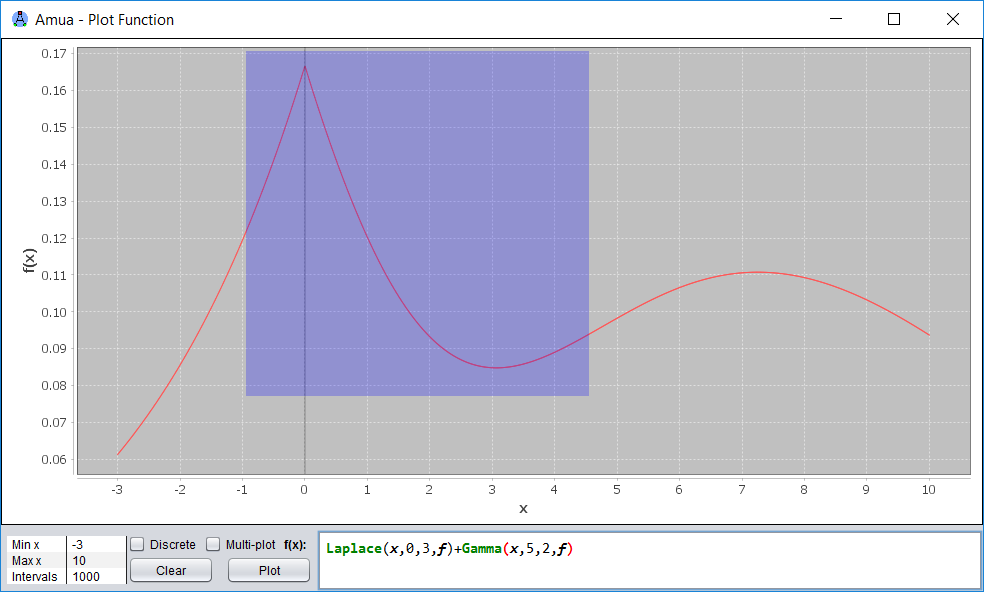 Amua - Plot Function
0.17
0.16
0.15
0.14
0.13
0.12
0.11
0.10
0.09
0.08
0.07
0.06
f(x)
-3 -2 -1 0 1 2 3 4 5 6 7 8 9 10
x
Min x -3
Max x 10
Intervals 1000
Discrete Multi-plot f(x):
Clear Plot
Laplace(x,0,3,f)+Gamma(x,5,2,f)